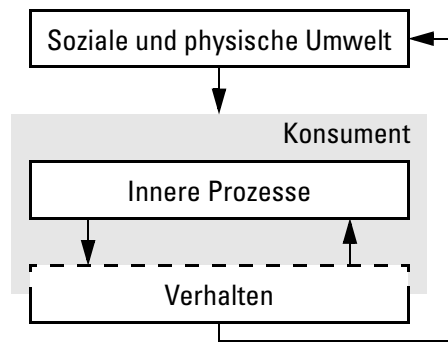 Soziale und physische Umwelt
Konsument
Innere Prozesse
Verhalten